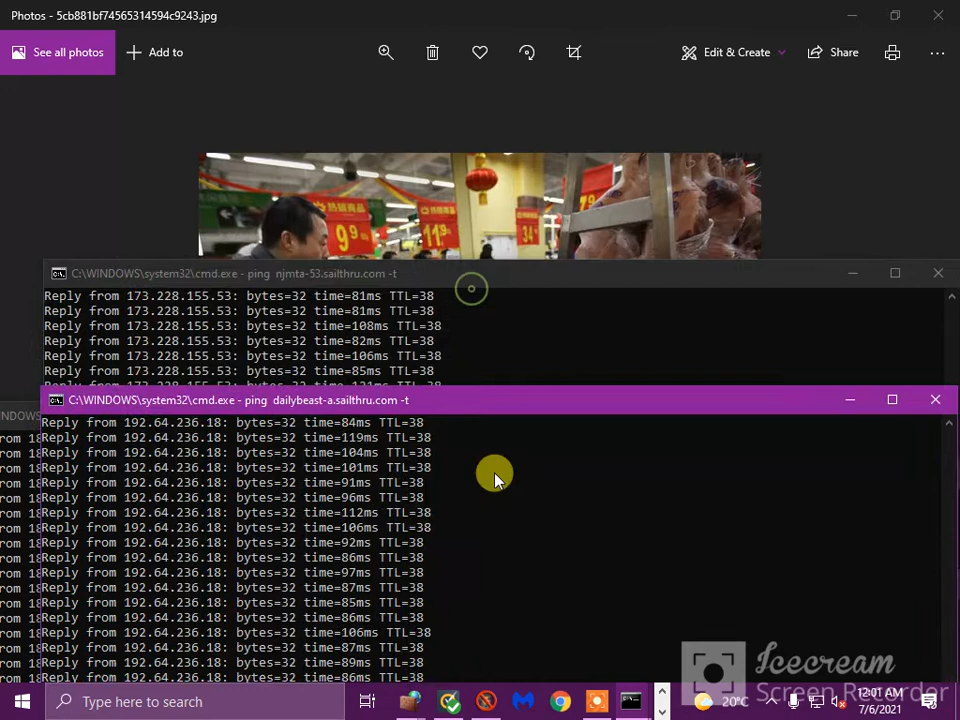 Photos - 5cb881bf74565314594c9243.jpg
See all photos
Add to
Edit & Create
Share
9
11
34
C:\WINDOWS\system32\cmd.exe - ping njmta-53.sailthru.com -t
Reply from 173.228.155.53: bytes=32 time=81ms TTL=38
Reply from 173.228.155.53: bytes=32 time=81ms TTL=38
Reply from 173.228.155.53: bytes=32 time=108ms TTL=38
Reply from 173.228.155.53: bytes=32 time=82ms TTL=38
Reply from 173.228.155.53: bytes=32 time=106ms TTL=38
Reply from 173.228.155.53: bytes=32 time=85ms TTL=38
C:\WINDOWS\system32\cmd.exe - ping dailybeast-a.sailthru.com -t
Reply from 192.64.236.18: bytes=32 time=84ms TTL=38
Reply from 192.64.236.18: bytes=32 time=119ms TTL=38
Reply from 192.64.236.18: bytes=32 time=104ms TTL=38
Reply from 192.64.236.18: bytes=32 time=101ms TTL=38
Reply from 192.64.236.18: bytes=32 time=91ms TTL=38
Reply from 192.64.236.18: bytes=32 time=96ms TTL=38
Reply from 192.64.236.18: bytes=32 time=112ms TTL=38
Reply from 192.64.236.18: bytes=32 time=106ms TTL=38
Reply from 192.64.236.18: bytes=32 time=92ms TTL=38
Reply from 192.64.236.18: bytes=32 time=86ms TTL=38
Reply from 192.64.236.18: bytes=32 time=97ms TTL=38
Reply from 192.64.236.18: bytes=32 time=87ms TTL=38
Reply from 192.64.236.18: bytes=32 time=85ms TTL=38
Reply from 192.64.236.18: bytes=32 time=86ms TTL=38
Reply from 192.64.236.18: bytes=32 time=106ms TTL=38
Reply from 192.64.236.18: bytes=32 time=87ms TTL=38
Reply from 192.64.236.18: bytes=32 time=89ms TTL=38
Reply from 192.64.236.18: bytes=32 time=86ms TTL=38
Icecream
Screen Recorder
Type here to search
20°C
12:01 AM
7/6/2021